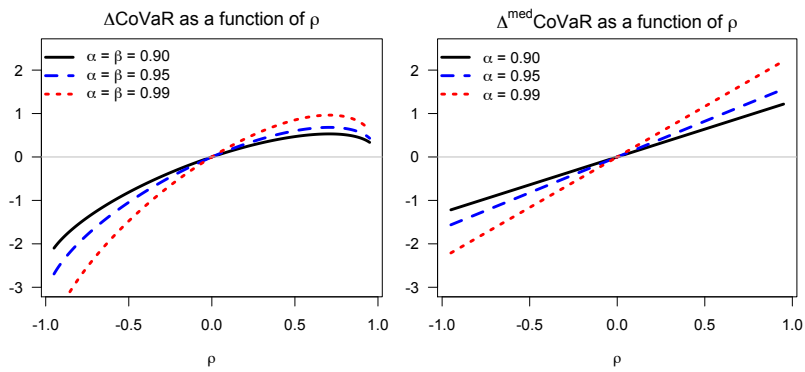 ΔCoVaR as a function of ρ
α = β = 0.90
α = β = 0.95
α = β = 0.99
2
1
0
-1
-2
-3
-1.0 -0.5 0.0 0.5 1.0
ρ
ΔmedCoVaR as a function of ρ
α = 0.90
α = 0.95
α = 0.99
2
1
0
-1
-2
-3
-1.0 -0.5 0.0 0.5 1.0
ρ